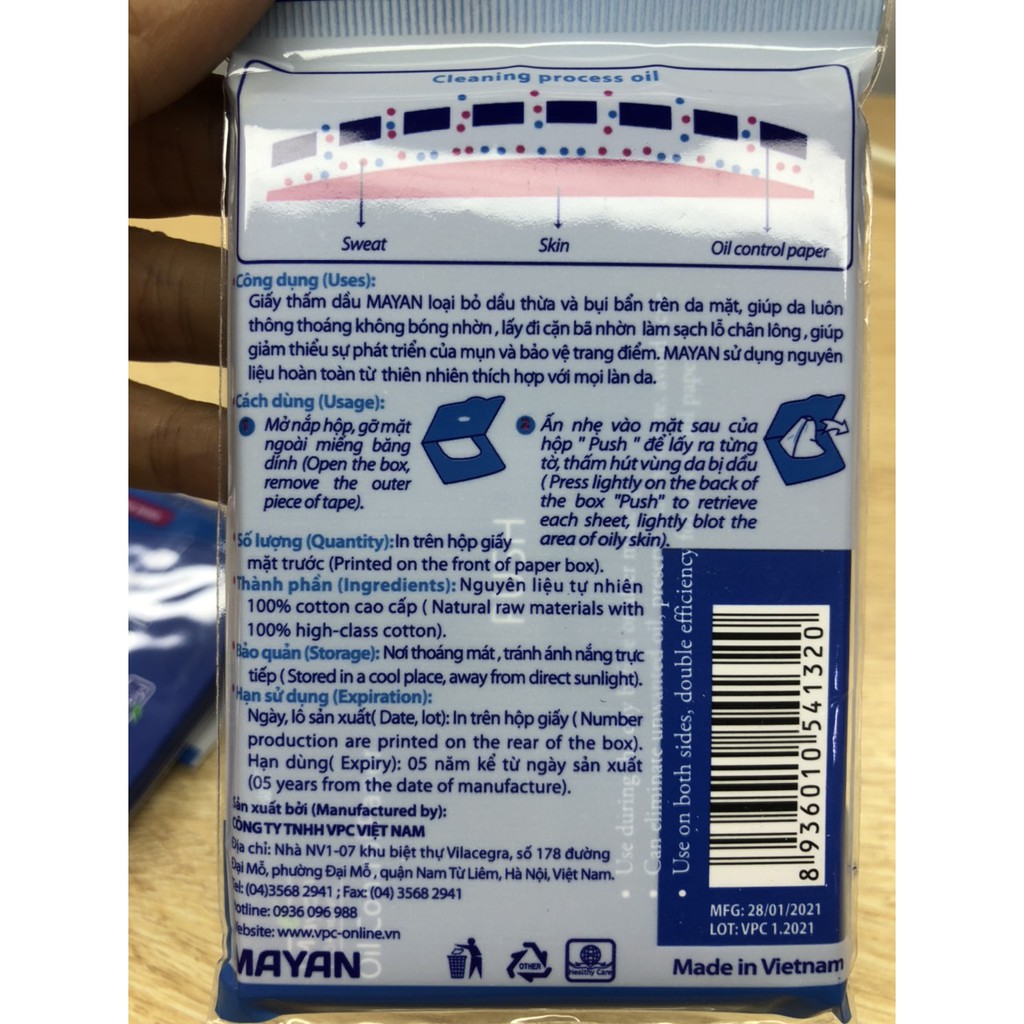 Cleaning process oil
Sweat
Skin
Oil control paper
Công dụng (Uses):
Giấy thấm dầu MAYAN loại bỏ dầu thừa và bụi bẩn trên da mặt, giúp da luôn
thông thoáng không bóng nhờn , lấy đi cặn bã nhờn làm sạch lỗ chân lông , giúp
giảm thiểu sự phát triển của mụn và bảo vệ trang điểm. MAYAN sử dụng nguyên
liệu hoàn toàn từ thiên nhiên thích hợp với mọi làn da.
Cách dùng (Usage):
1 Mở nắp hộp, gỡ mặt
ngoài miếng băng
dính (Open the box,
remove the outer
piece of tape).
2 Ấn nhẹ vào mặt sau của
hộp " Push " để lấy ra từng
tờ, thấm hút vùng da bị dầu
( Press lightly on the back of
the box "Push" to retrieve
each sheet, lightly blot the
area of oily skin).
Số lượng (Quantity): In trên hộp giấy
mặt trước (Printed on the front of paper box).
Thành phần (Ingredients): Nguyên liệu tự nhiên
100% cotton cao cấp ( Natural raw materials with
100% high-class cotton).
Bảo quản (Storage): Nơi thoáng mát , tránh ánh nắng trực
tiếp ( Stored in a cool place, away from direct sunlight).
Hạn sử dụng (Expiration):
Ngày, lô sản xuất( Date, lot): In trên hộp giấy ( Number
production are printed on the rear of the box).
Hạn dùng( Expiry): 05 năm kể từ ngày sản xuất
(05 years from the date of manufacture).
Sản xuất bởi (Manufactured by):
CÔNG TY TNHH VPC VIỆT NAM
Địa chỉ: Nhà NV1-07 khu biệt thự Vilacegra, số 178 đường
Đại Mỗ, phường Đại Mỗ , quận Nam Từ Liêm, Hà Nội, Việt Nam.
Tel: (04)3568 2941 ; Fax: (04) 3568 2941
Hotline: 0936 096 988
Website: www.vpc-online.vn
MAYAN
OTHER
Healthy Care
Made in Vietnam
PUSH
• Can eliminate unwanted oil,
• Use on both sides, double efficiency
8 936010 541320
MFG: 28/01/2021
LOT: VPC 1.2021